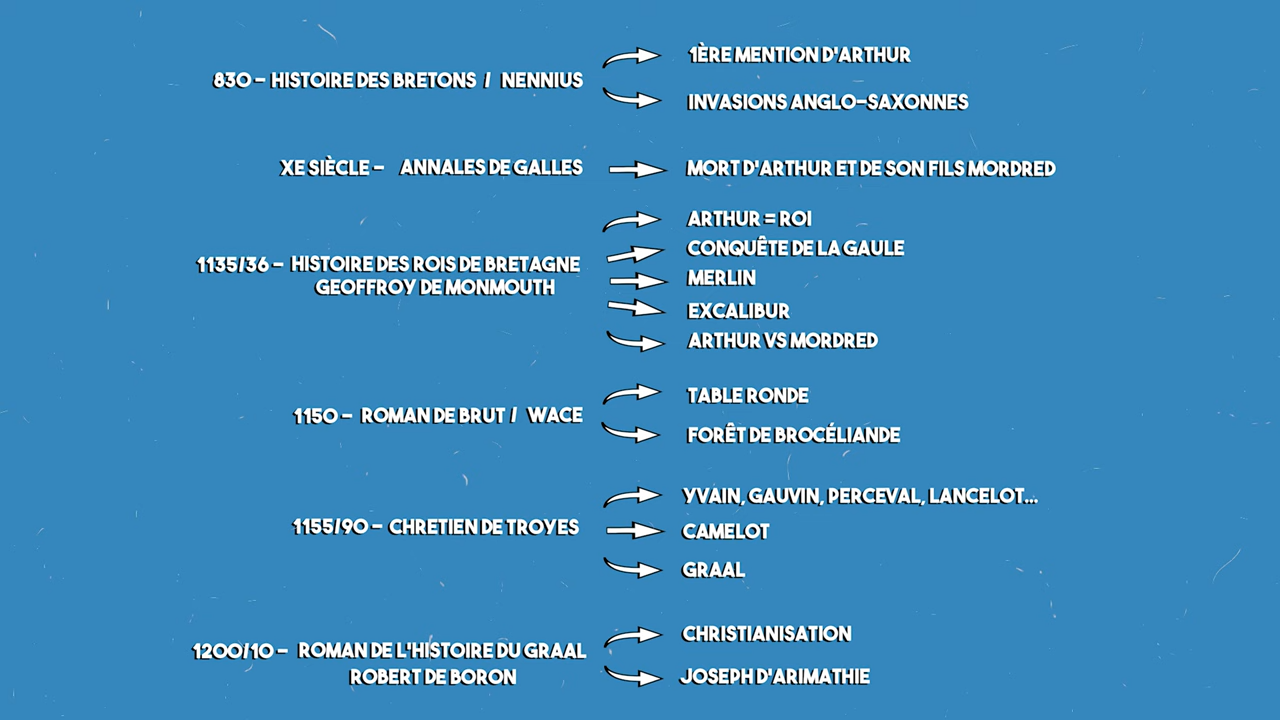 830 - HISTOIRE DES BRETONS / NENNIUS
1ÈRE MENTION D'ARTHUR
INVASIONS ANGLO-SAXONNES
XE SIÈCLE - ANNALES DE GALLES
MORT D'ARTHUR ET DE SON FILS MORDRED
1135/36 - HISTOIRE DES ROIS DE BRETAGNE
GEOFFROY DE MONMOUTH
ARTHUR = ROI
CONQUÊTE DE LA GAULE
MERLIN
EXCALIBUR
ARTHUR VS MORDRED
1150 - ROMAN DE BRUT / WACE
TABLE RONDE
FORÊT DE BROCÉLIANDE
1155/90 - CHRETIEN DE TROYES
YVAIN, GAUVIN, PERCEVAL, LANCELOT...
CAMELOT
GRAAL
1200/10 - ROMAN DE L'HISTOIRE DU GRAAL
ROBERT DE BORON
CHRISTIANISATION
JOSEPH D'ARIMATHIE